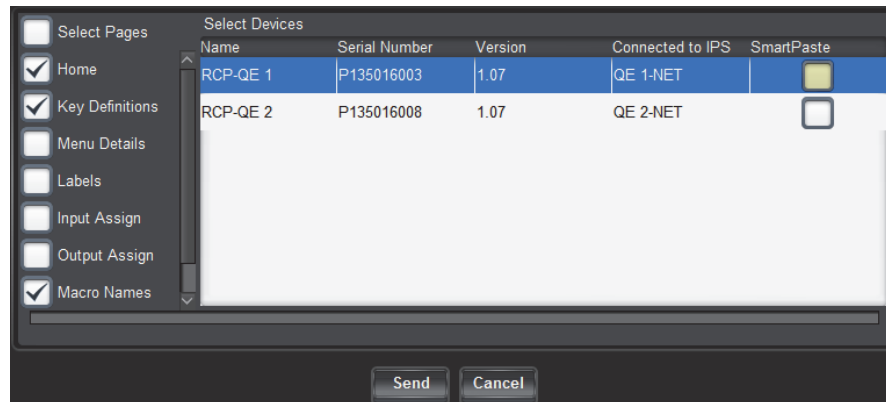 Select Pages
Home
Key Definitions
Menu Details
Labels
Input Assign
Output Assign
Macro Names
Select Devices
Name Serial Number Version Connected to IPS SmartPaste
RCP-QE 1 P135016003 1.07 QE 1-NET
RCP-QE 2 P135016008 1.07 QE 2-NET
Send Cancel